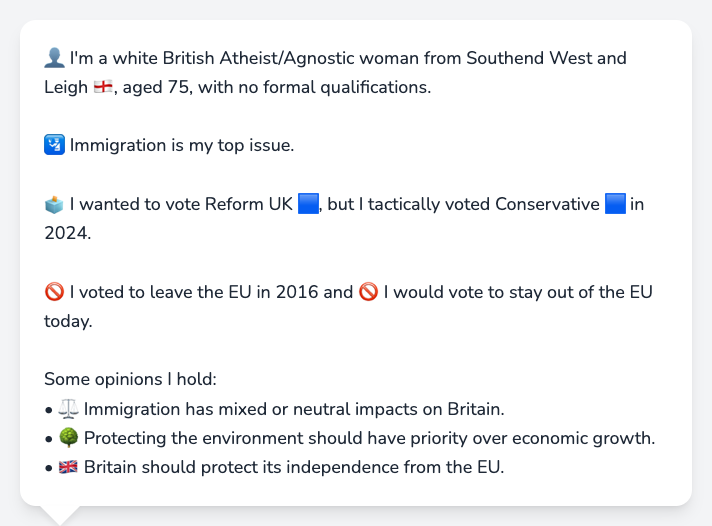 👤 I'm a white British Atheist/Agnostic woman from Southend West and
Leigh 🏴󠁧󠁢󠁥󠁮󠁧󠁿, aged 75, with no formal qualifications.
🛂 Immigration is my top issue.
🗳️ I wanted to vote Reform UK 🟦, but I tactically voted Conservative 🟦 in
2024.
🚫 I voted to leave the EU in 2016 and 🚫 I would vote to stay out of the EU
today.
Some opinions I hold:
• ⚖️ Immigration has mixed or neutral impacts on Britain.
• 🌳 Protecting the environment should have priority over economic growth.
• 🇬🇧 Britain should protect its independence from the EU.